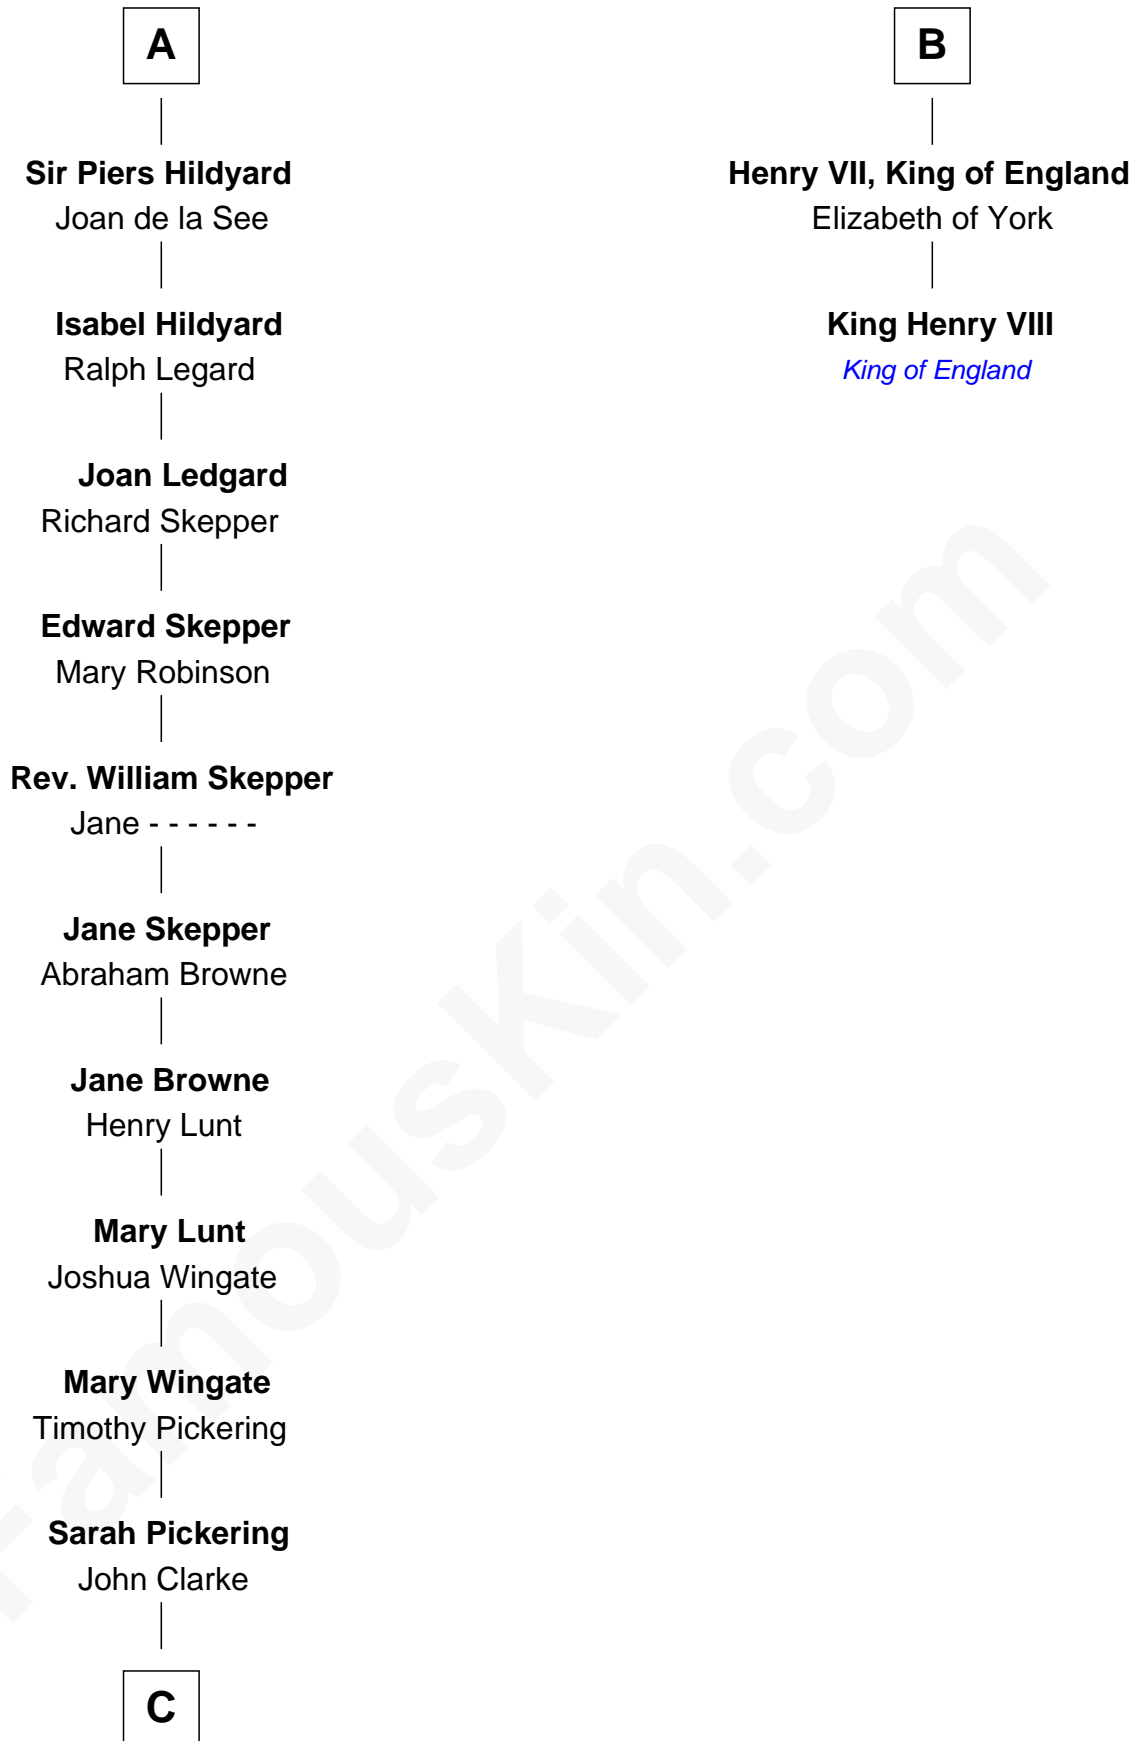 A
Sir Piers Hildyard
Joan de la See
Isabel Hildyard
Ralph Legard
Joan Ledgard
Richard Skepper
Edward Skepper
Mary Robinson
Rev. William Skepper
Jane - - - - - -
Jane Skepper
Abraham Browne
Jane Browne
Henry Lunt
Mary Lunt
Joshua Wingate
Mary Wingate
Timothy Pickering
Sarah Pickering
John Clarke
C
B
Henry VII, King of England
Elizabeth of York
King Henry VIII
King of England
FamousKin.com